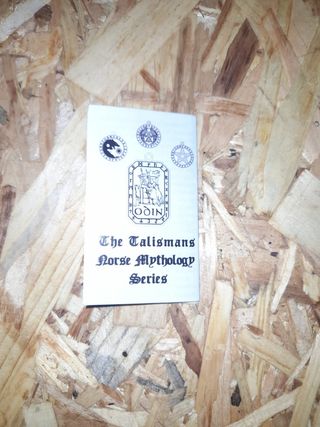 ODIN
The Talismans
Norse Mythology
Series